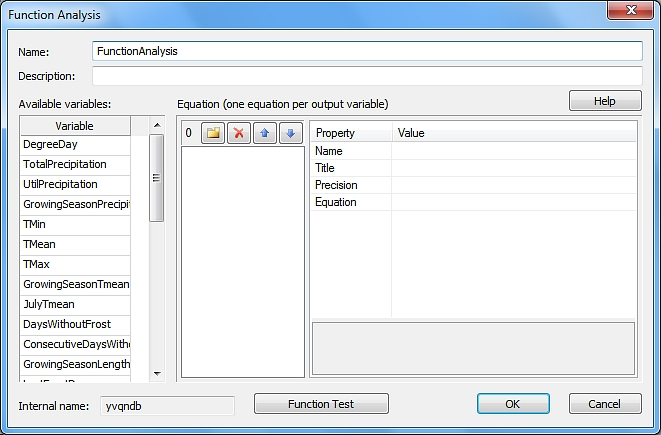 Function Analysis
Name: FunctionAnalysis
Description:
Available variables:
Equation (one equation per output variable)
Help
Variable
DegreeDay
TotalPrecipitation
UtilPrecipitation
GrowingSeasonPrecipit
TMin
TMean
TMax
GrowingSeasonTmean
JulyTmean
DaysWithoutFrost
ConsecutiveDaysWitho
GrowingSeasonLength
0
Property Value
Name
Title
Precision
Equation
Internal name: yvqndb
Function Test
OK
Cancel